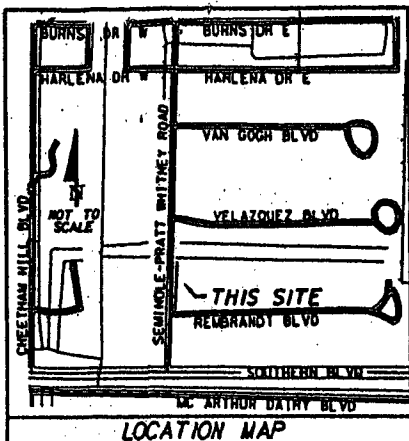 BURNS DR W BURNS DR E
HARLENA DR W HARLENA DR E
VAN GOGH BLVD
N
NOT TO
SCALE
VELAZQUEZ BLVD
CHEETHAM HILL BLVD
SEMINOLE-PRATT WHITNEY ROAD
THIS SITE
REMBRANDT BLVD
SOUTHERN BLVD
MC ARTHUR DAIRY BLVD
LOCATION MAP